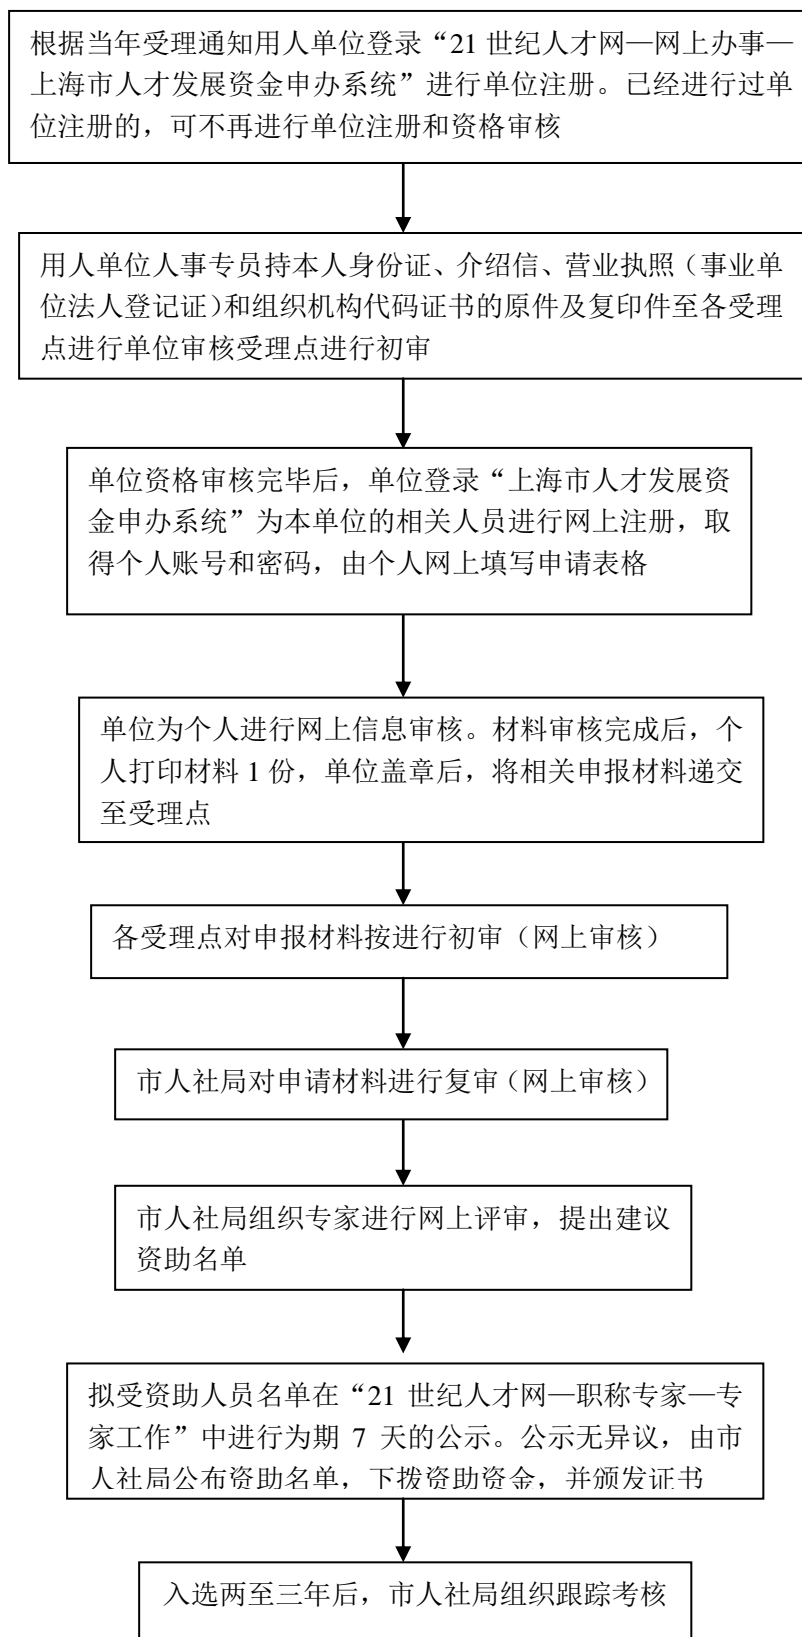 根据当年受理通知用人单位登录“21 世纪人才网—网上办事—
上海市人才发展资金申办系统”进行单位注册。已经进行过单
位注册的，可不再进行单位注册和资格审核
用人单位人事专员持本人身份证、介绍信、营业执照（事业单
位法人登记证）和组织机构代码证书的原件及复印件至各受理
点进行单位审核受理点进行初审
单位资格审核完毕后，单位登录“上海市人才发展资
金申办系统”为本单位的相关人员进行网上注册，取
得个人账号和密码，由个人网上填写申请表格
单位为个人进行网上信息审核。材料审核完成后，个
人打印材料 1 份，单位盖章后，将相关申报材料递交
至受理点
各受理点对申报材料按进行初审（网上审核）
市人社局对申请材料进行复审（网上审核）
市人社局组织专家进行网上评审，提出建议
资助名单
拟受资助人员名单在“21 世纪人才网—职称专家—专
家工作”中进行为期 7 天的公示。公示无异议，由市
人社局公布资助名单，下拨资助资金，并颁发证书
入选两至三年后，市人社局组织跟踪考核